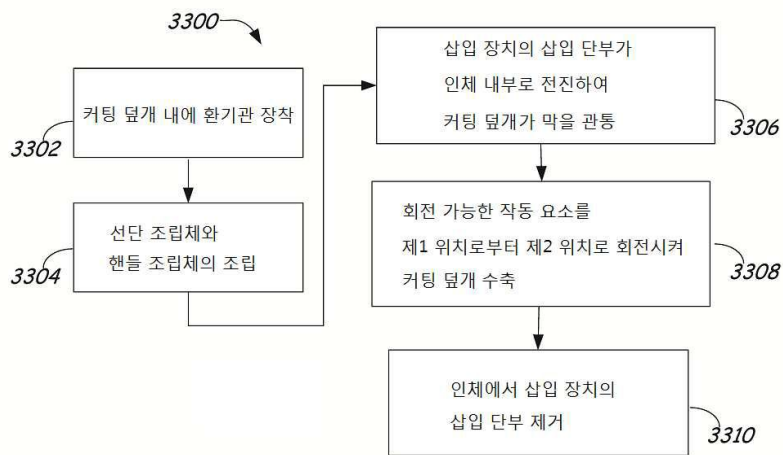 3300
커팅 덮개 내에 환기관 장착
3302
선단 조립체와
핸들 조립체의 조립
3304
삽입 장치의 삽입 단부가
인체 내부로 전진하여
커팅 덮개가 막을 관통
3306
회전 가능한 작동 요소를
제1 위치로부터 제2 위치로 회전시켜
커팅 덮개 수축
3308
인체에서 삽입 장치의
삽입 단부 제거
3310